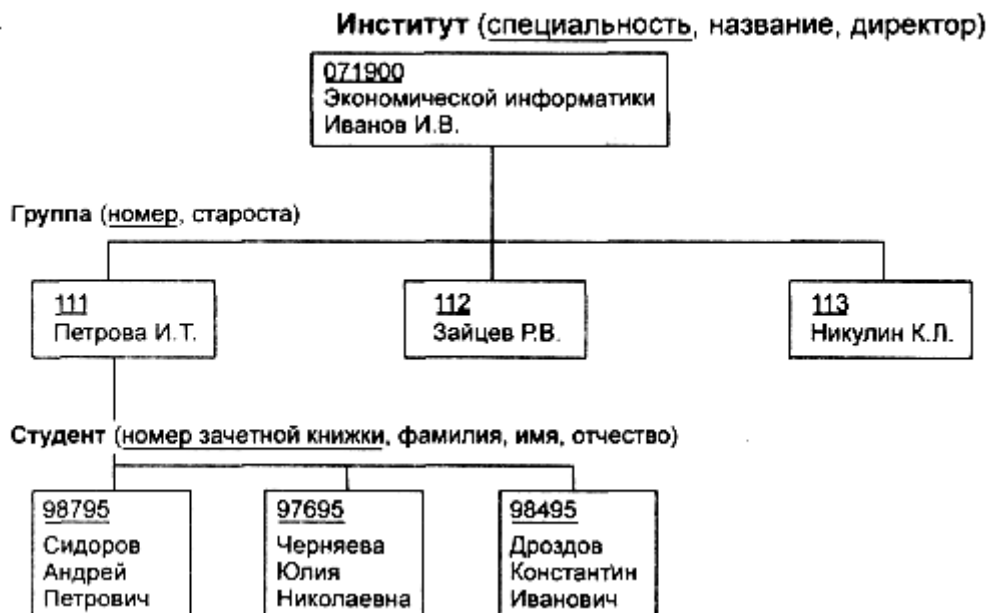 Институт (специальность, название, директор)
071900
Экономической информатики
Иванов И.В.
Группа (номер, староста)
111
Петрова И.Т.
112
Зайцев Р.В.
113
Никулин К.Л.
Студент (номер зачетной книжки, фамилия, имя, отчество)
98795
Сидоров
Андрей
Петрович
97695
Черняева
Юлия
Николаевна
98495
Дроздов
Константин
Иванович